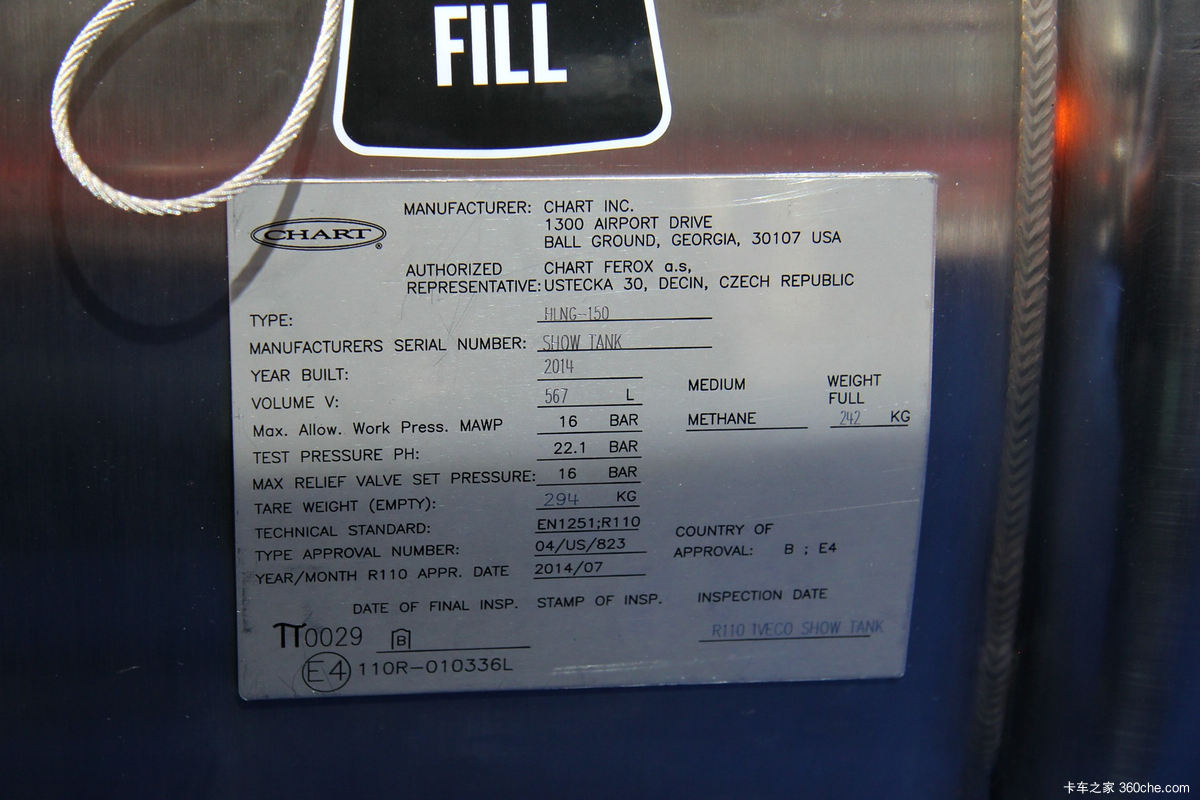 FILL
CHART
MANUFACTURER: CHART INC.
1300 AIRPORT DRIVE
BALL GROUND, GEORGIA, 30107 USA
AUTHORIZED CHART FEROX a.s,
REPRESENTATIVE: USTECKA 30, DECIN, CZECH REPUBLIC
TYPE: HLNG-150
MANUFACTURERS SERIAL NUMBER: SHOW TANK
YEAR BUILT: 2014
VOLUME V: 567 L
MEDIUM WEIGHT
FULL
Max. Allow. Work Press. MAWP 16 BAR METHANE 242 KG
TEST PRESSURE PH: 22.1 BAR
MAX RELIEF VALVE SET PRESSURE: 16 BAR
TARE WEIGHT (EMPTY): 294 KG
TECHNICAL STANDARD: EN1251;R110 COUNTRY OF
TYPE APPROVAL NUMBER: 04/US/823 APPROVAL: B ; E4
YEAR/MONTH R110 APPR. DATE 2014/07
DATE OF FINAL INSP. STAMP OF INSP. INSPECTION DATE
π0029 B R110 IVECO SHOW TANK
E4 110R-010336L
卡车之家 360che.com